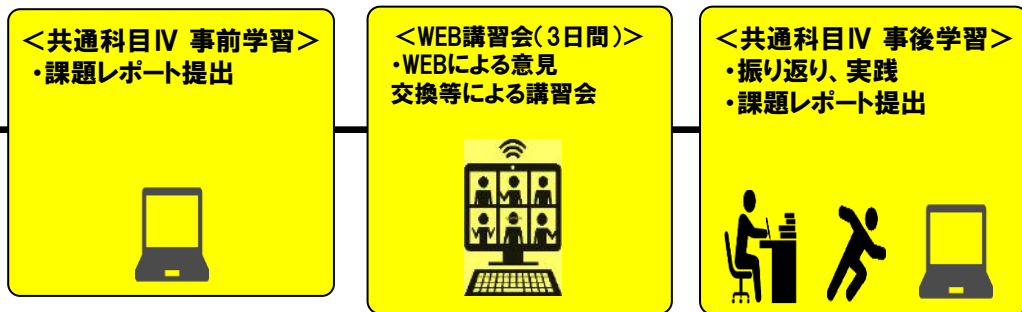 ＜共通科目Ⅳ 事前学習＞
・課題レポート提出
＜WEB講習会（3日間）＞
・WEBによる意見
交換等による講習会
＜共通科目Ⅳ 事後学習＞
・振り返り、実践
・課題レポート提出